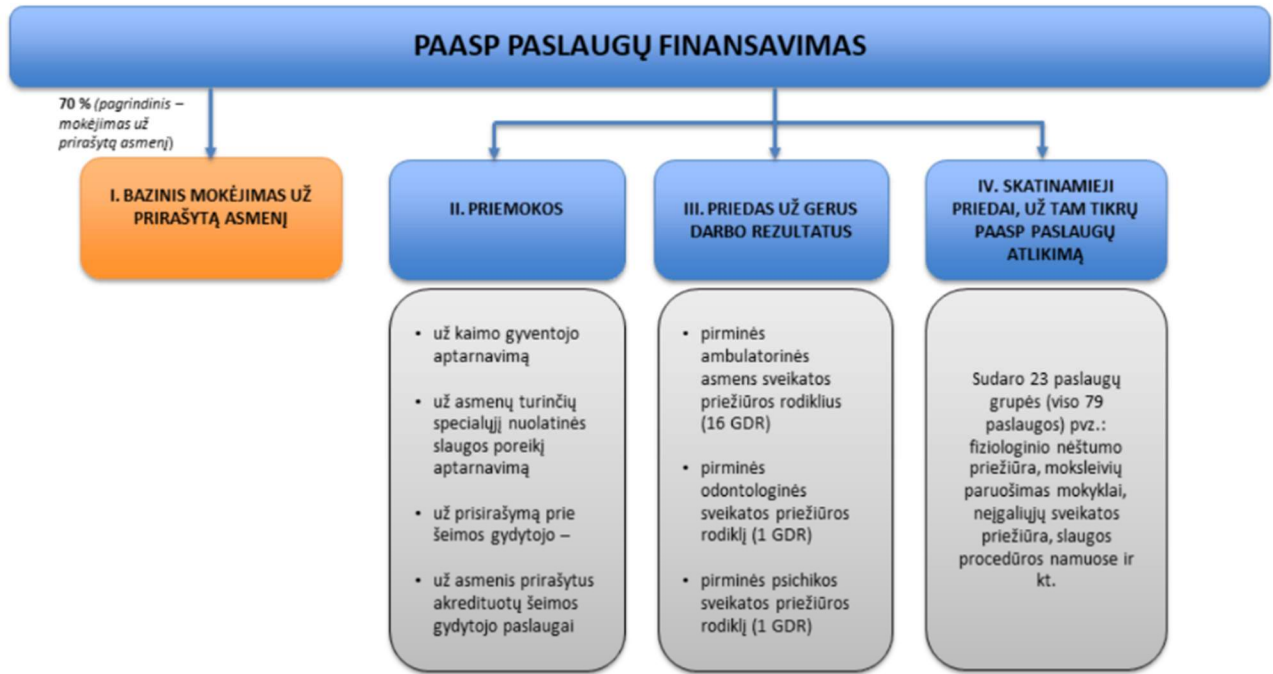 PAASP PASLAUGŲ FINANSAVIMAS
70 % (pagrindinis –
mokėjimas už
prirašytą asmenį)
I. BAZINIS MOKĖJIMAS UŽ
PRIRAŠYTĄ ASMENĮ
II. PRIEMOKOS
III. PRIEDAS UŽ GERUS
DARBO REZULTATUS
IV. SKATINAMIEJI
PRIEDAI, UŽ TAM TIKRŲ
PAASP PASLAUGŲ
ATLIKIMĄ
• už kaimo gyventojo
aptarnavimą
• už asmenų turinčių
specialųjį nuolatinės
slaugos poreikį
aptarnavimą
• už prisirašymą prie
šeimos gydytojo –
• už asmenis prirašytus
akredituotų šeimos
gydytojo paslaugai
• pirminės
ambulatorinės
asmens sveikatos
priežiūros rodiklius
(16 GDR)
• pirminės
odontologinės
sveikatos priežiūros
rodiklį (1 GDR)
• pirminės psichikos
sveikatos priežiūros
rodiklį (1 GDR)
Sudaro 23 paslaugų
grupės (viso 79
paslaugos) pvz.:
fiziologinio nėštumo
priežiūra, moksleivių
paruošimas mokyklai,
neįgaliųjų sveikatos
priežiūra, slaugos
procedūros namuose ir
kt.